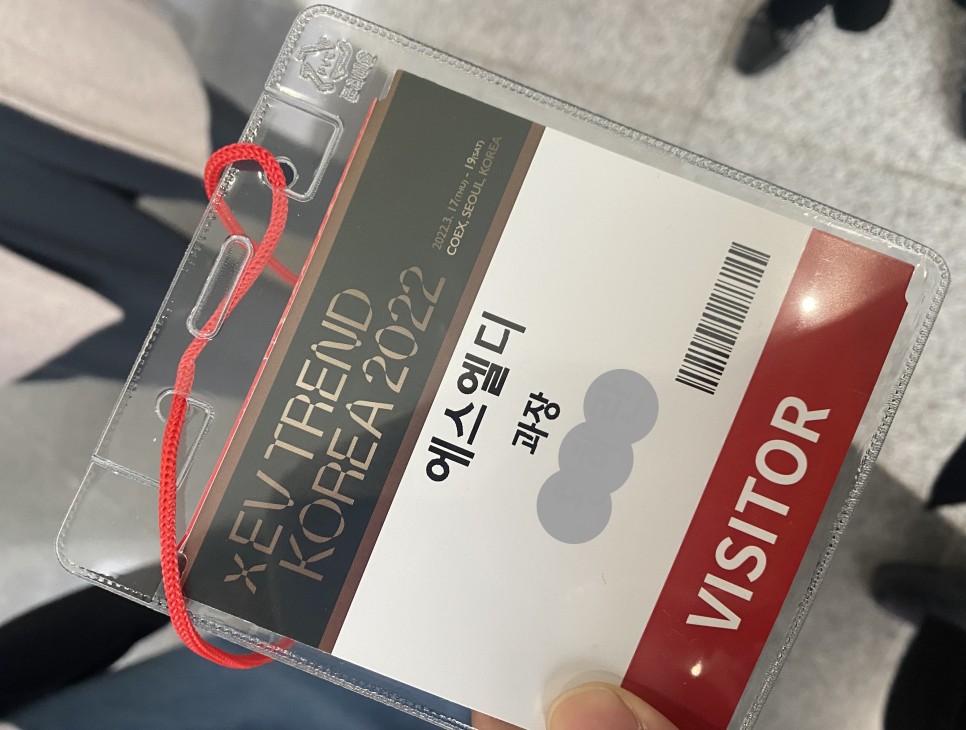 xEV TREND
KOREA 2022
2022.3. 17(THU) - 19(SAT)
COEX, SEOUL KOREA
에스엘디
과장
VISITOR